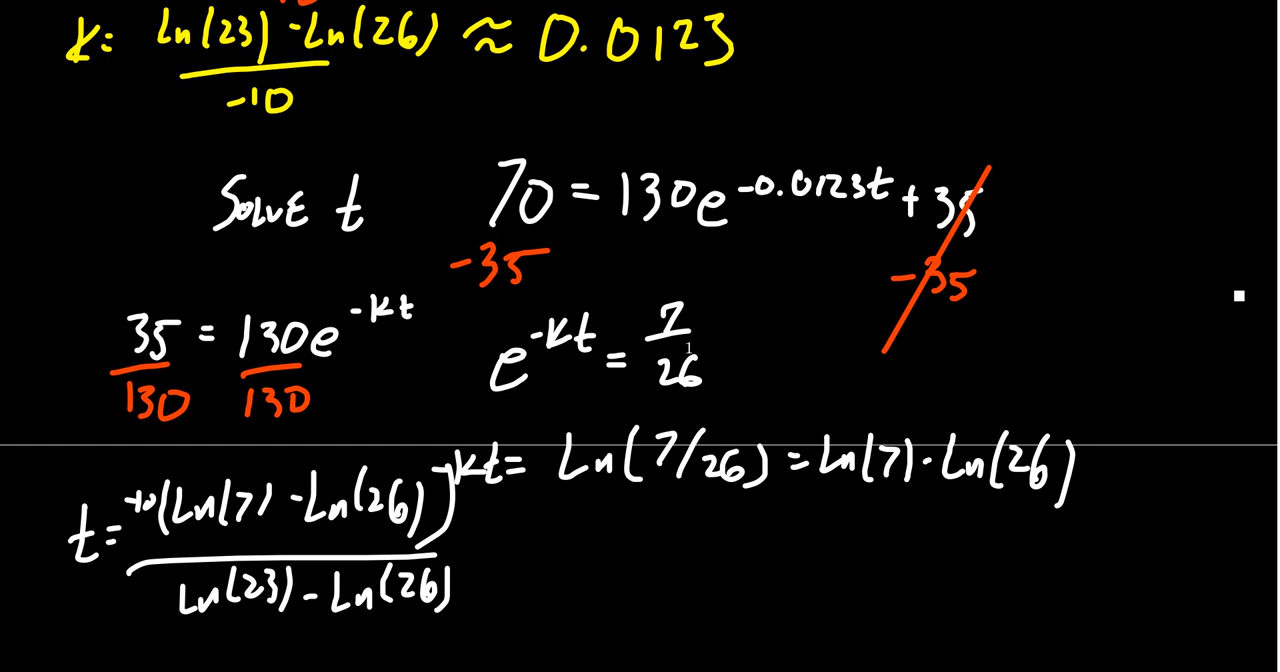 K= Ln(23) - Ln(26) ≈ 0.0123
-10
SOLVE t 70 = 130e^-0.0123t + 35
-35 -35
35 = 130e^-Kt e^-Kt = 7/26
130 130
-Kt = Ln(7/26) = Ln(7) - Ln(26)
t = -10(Ln(7) - Ln(26))
Ln(23) - Ln(26)